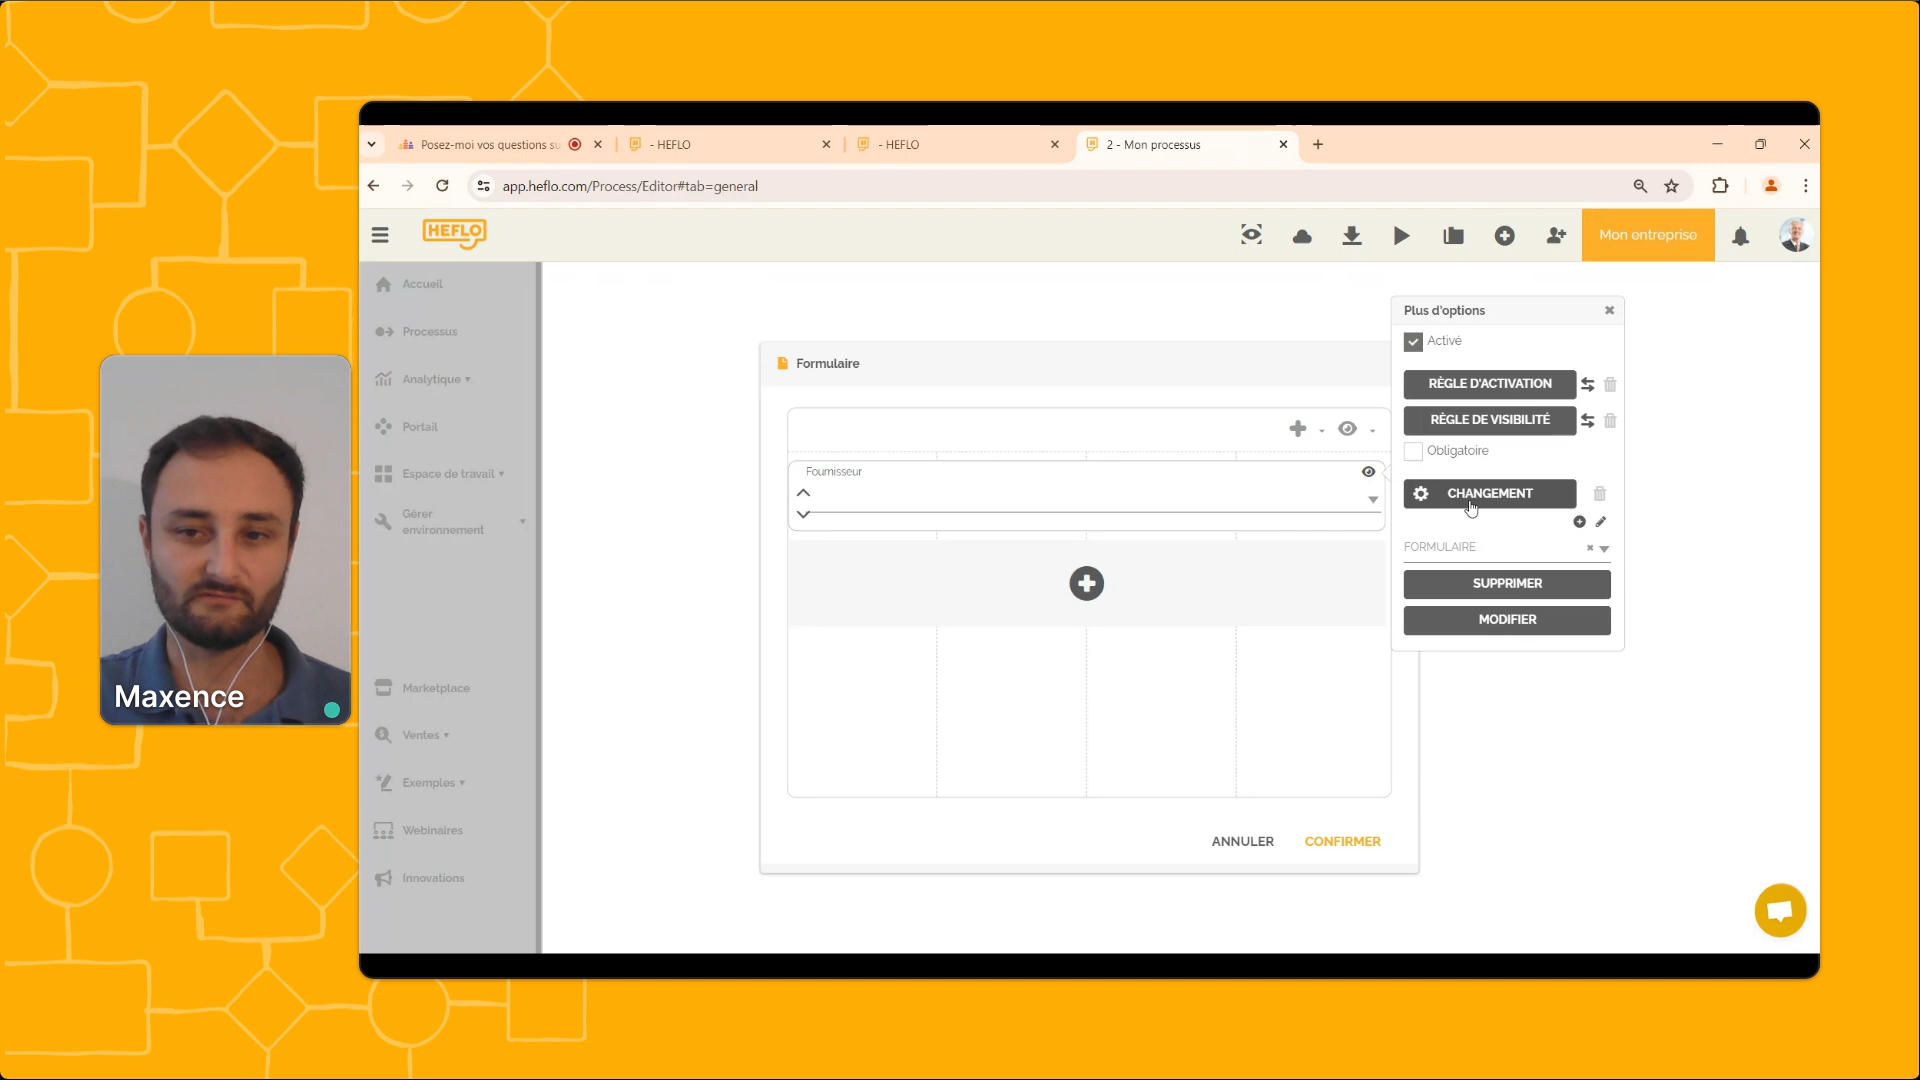 Posez-moi vos questions su
- HEFLO
- HEFLO
2 - Mon processus
app.heflo.com/Process/Editor#tab=general
HEFLO
Mon entreprise
Accueil
Processus
Analytique
Portail
Espace de travail
Gérer
environnement
Marketplace
Ventes
Exemples
Webinaires
Innovations
Formulaire
Fournisseur
ANNULER
CONFIRMER
Plus d'options
Activé
RÈGLE D'ACTIVATION
RÈGLE DE VISIBILITÉ
Obligatoire
CHANGEMENT
FORMULAIRE
SUPPRIMER
MODIFIER
Maxence